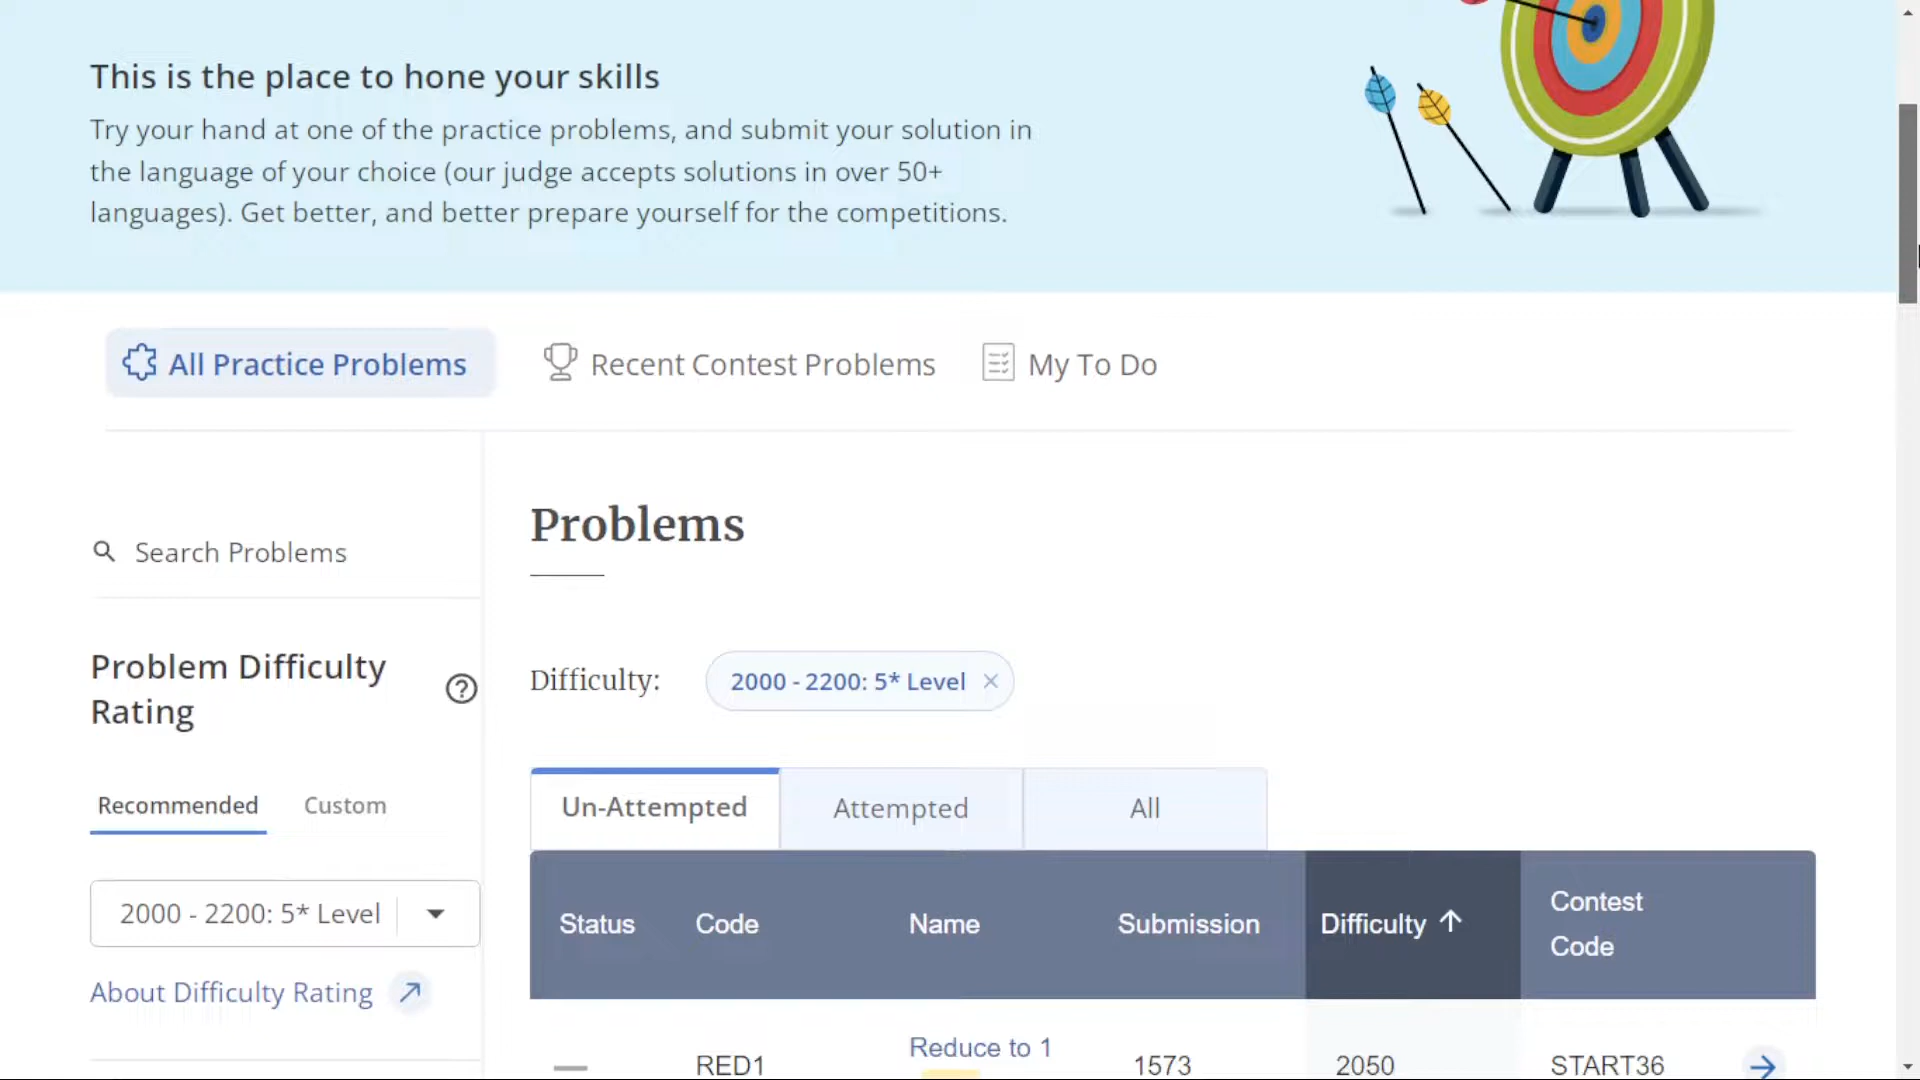 This is the place to hone your skills
Try your hand at one of the practice problems, and submit your solution in
the language of your choice (our judge accepts solutions in over 50+
languages). Get better, and better prepare yourself for the competitions.
All Practice Problems
Recent Contest Problems
My To Do
Search Problems
Problem Difficulty
Rating
Recommended
Custom
2000 - 2200: 5* Level
About Difficulty Rating
Problems
Difficulty:
2000 - 2200: 5* Level
Un-Attempted
Attempted
All
Status
Code
Name
Submission
Difficulty
Contest
Code
RED1
Reduce to 1
1573
2050
START36